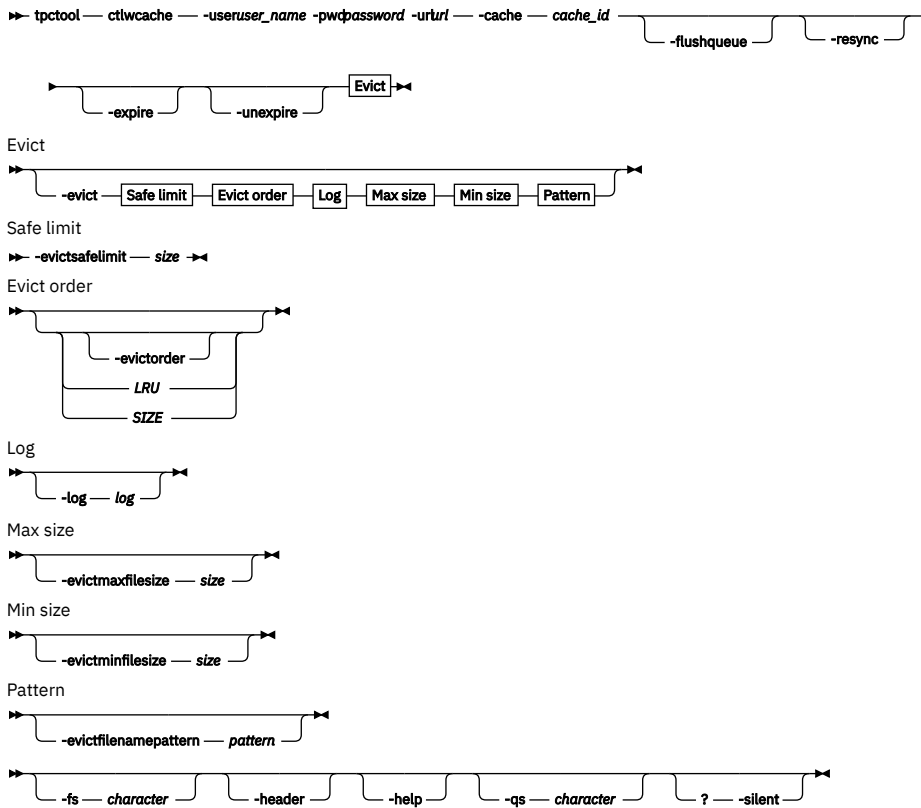 tpctool ctlwcache -useruser_name -pwdpassword -urlurl -cache cache_id
-flushqueue -resync
Evict
-expire -unexpire
Evict
-evict Safe limit Evict order Log Max size Min size Pattern
Safe limit
-evictsafelimit size
Evict order
-evictorder
LRU
SIZE
Log
-log log
Max size
-evictmaxfilesize size
Min size
-evictminfilesize size
Pattern
-evictfilenamepattern pattern
-fs character -header -help -qs character ? -silent